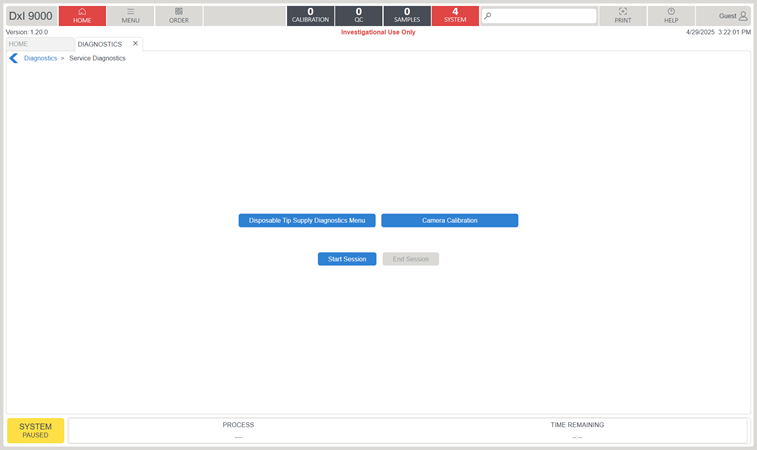 DxI 9000
HOME
MENU
ORDER
0
CALIBRATION
0
QC
0
SAMPLES
4
SYSTEM
PRINT
HELP
Guest
Version: 1.20.0
Investigational Use Only
4/29/2025 3:22:01 PM
HOME
DIAGNOSTICS
Diagnostics > Service Diagnostics
Disposable Tip Supply Diagnostics Menu
Camera Calibration
Start Session
End Session
SYSTEM
PAUSED
PROCESS
---
TIME REMAINING
--:--